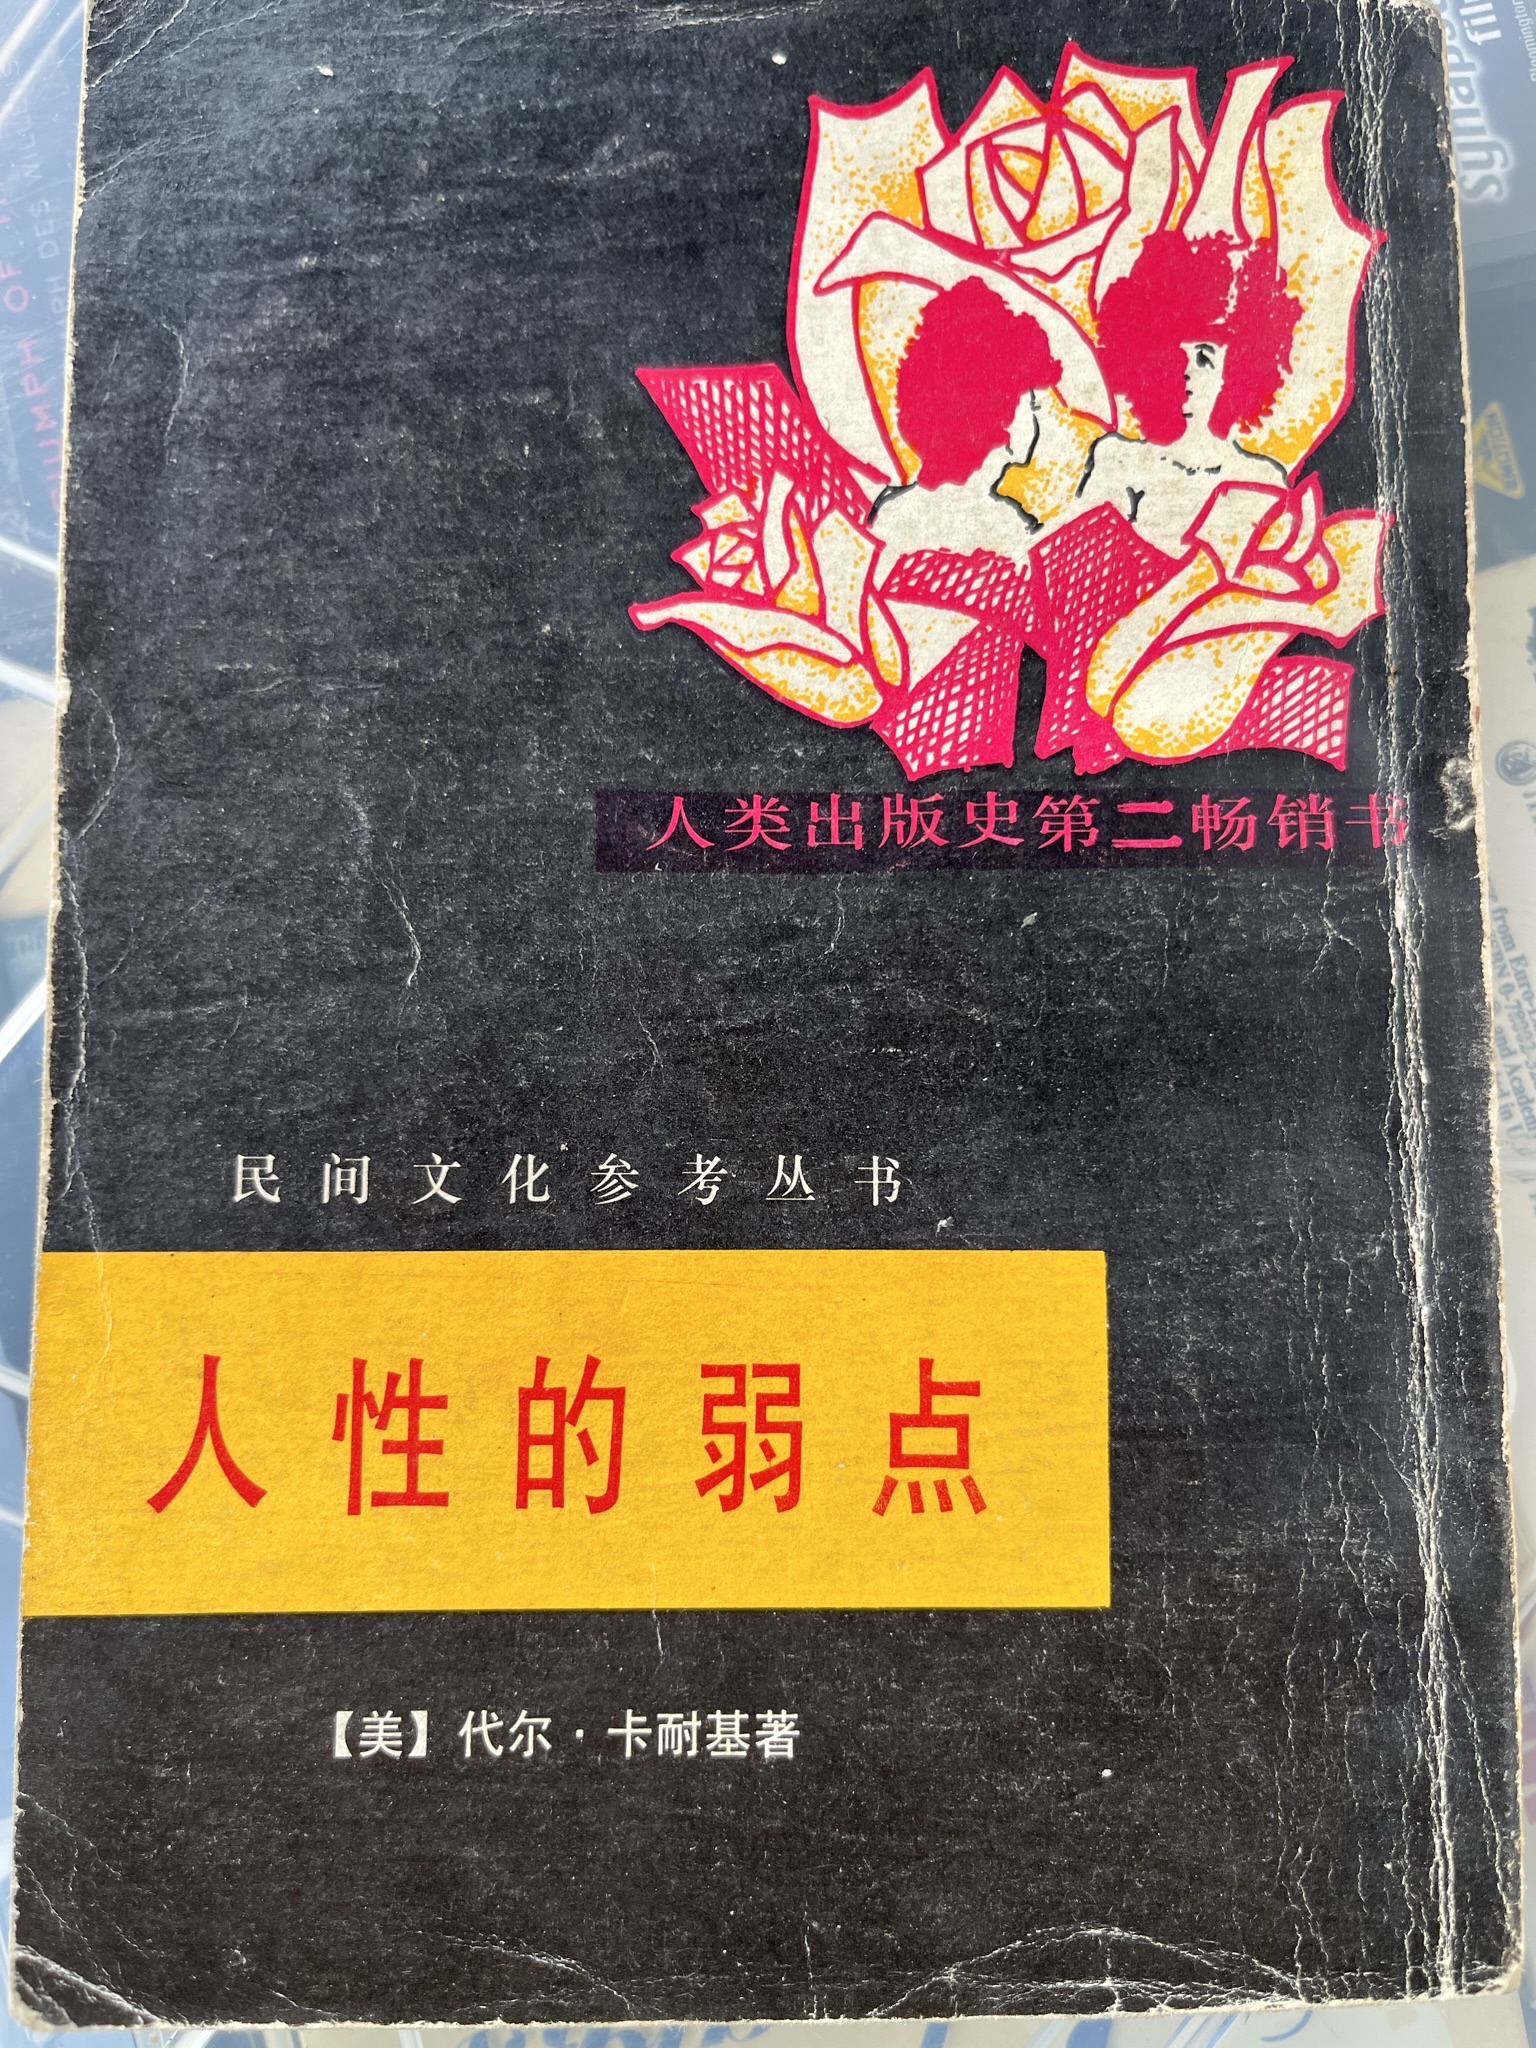 人类出版史第二畅销书
民间文化参考丛书
人性的弱点
【美】代尔·卡耐基著
synapse